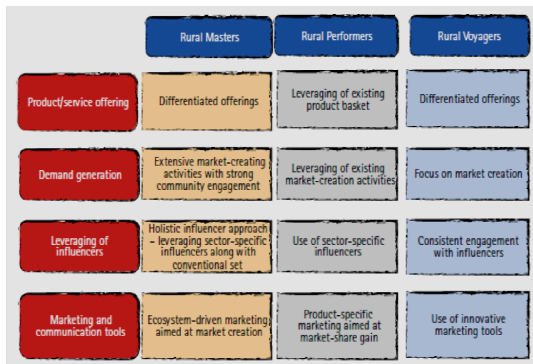 Rural Masters
Rural Performers
Rural Voyagers
Product/service offering
Differentiated offerings
Leveraging of existing
product basket
Differentiated offerings
Demand generation
Extensive market-creating
activities with strong
community engagement
Leveraging of existing
market-creation activities
Focus on market creation
Leveraging of
influencers
Holistic influencer approach
– leveraging sector-specific
influencers along with
conventional set
Use of sector-specific
influencers
Consistent engagement
with influencers
Marketing and
communication tools
Ecosystem-driven marketing
aimed at market creation
Product-specific
marketing aimed at
market-share gain
Use of innovative
marketing tools